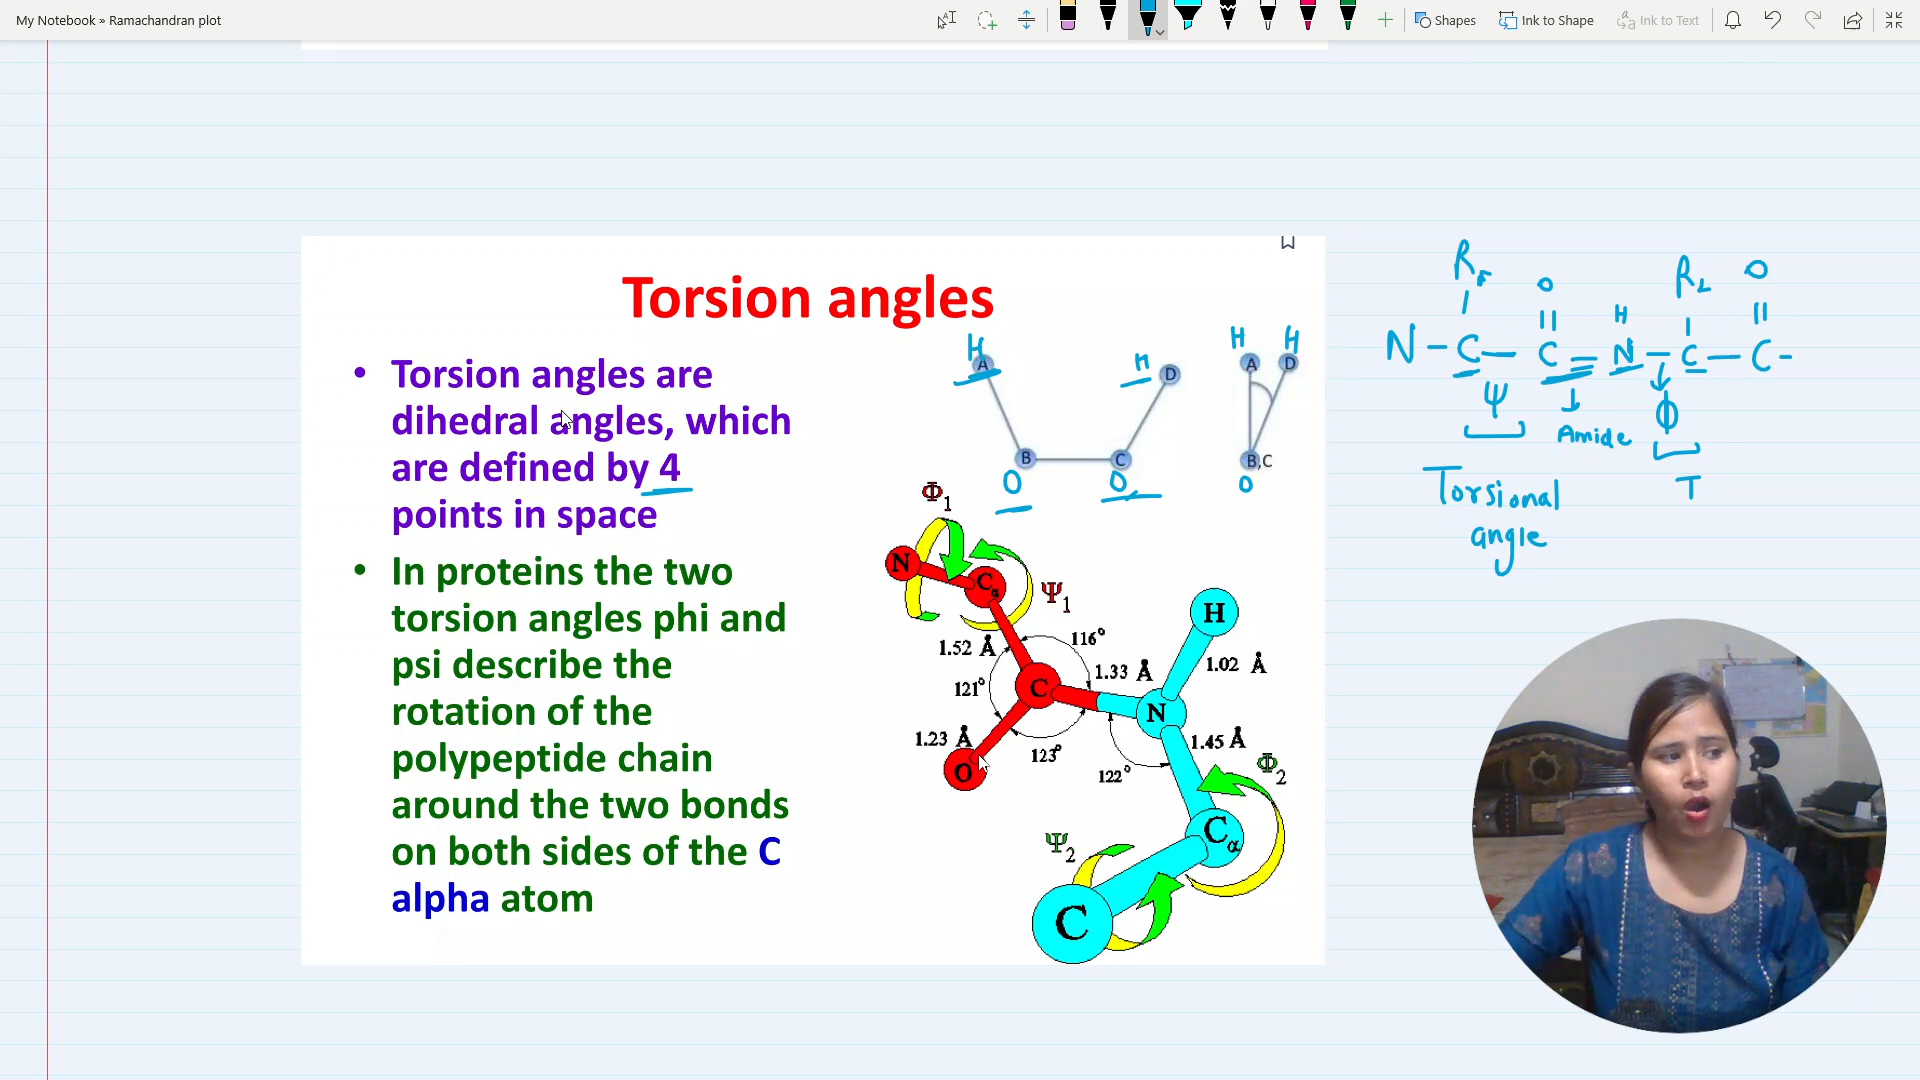 My Notebook » Ramachandran plot
Shapes
Ink to Shape
Ink to Text
Torsion angles
• Torsion angles are
dihedral angles, which
are defined by 4
points in space
• In proteins the two
torsion angles phi and
psi describe the
rotation of the
polypeptide chain
around the two bonds
on both sides of the C
alpha atom
H H H H
A D A D
B C B,C
O O O
Φ1
N Cα Ψ1
H
1.52 Å 116°
1.33 Å 1.02 Å
121° C
N
1.23 Å 1.45 Å
O 123° 122° Φ2
Ψ2 Cα
C
O H O
N - C - C = N - C - C -
Ψ ↓ Φ
Amide
Torsional T
angle